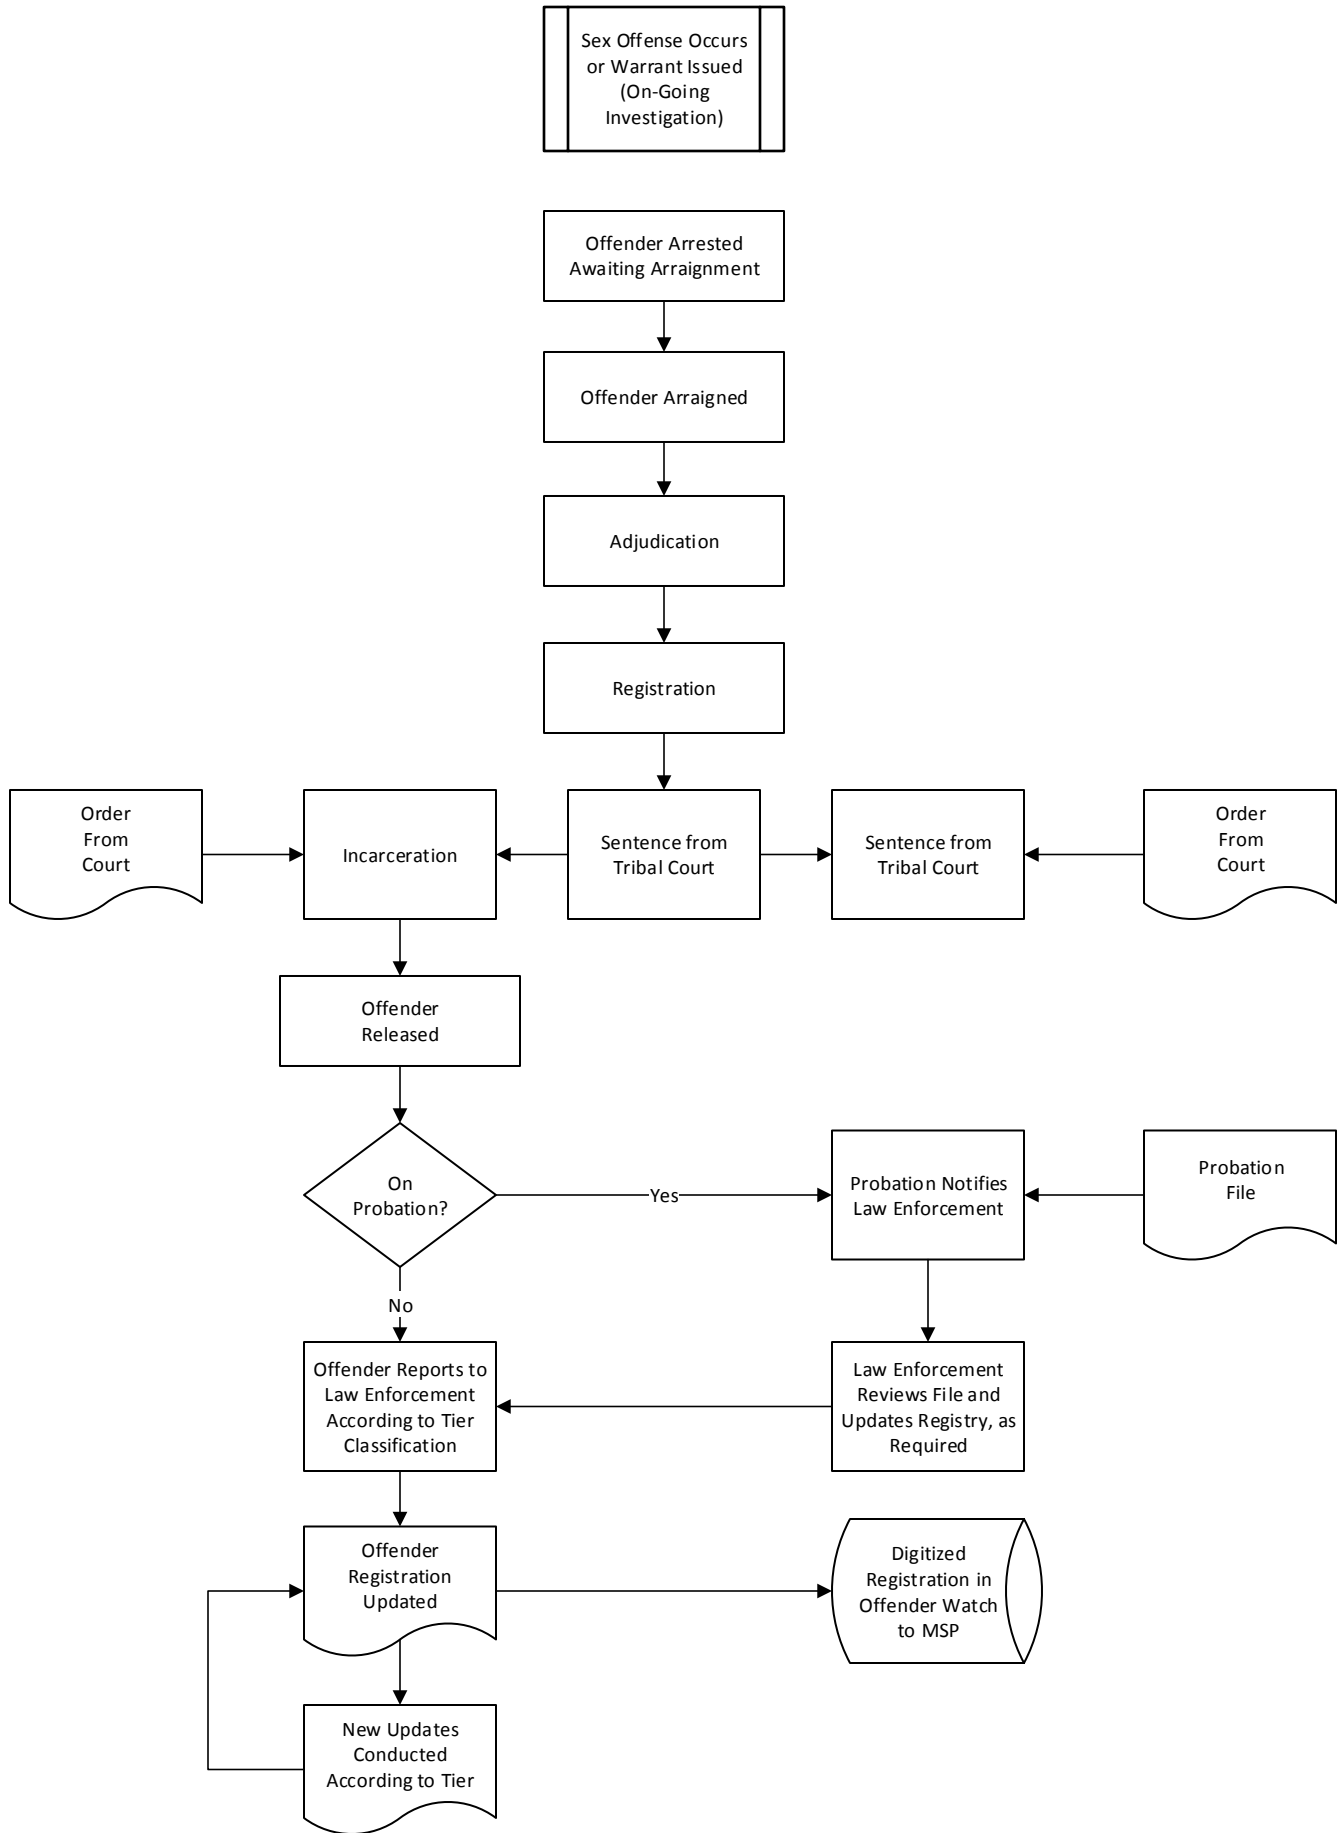 Sex Offense Occurs
or Warrant Issued
(On-Going
Investigation)
Offender Arrested
Awaiting Arraignment
Offender Arraigned
Adjudication
Registration
Order
From
Court
Incarceration
Sentence from
Tribal Court
Sentence from
Tribal Court
Order
From
Court
Offender
Released
On
Probation?
Yes
Probation Notifies
Law Enforcement
Probation
File
No
Offender Reports to
Law Enforcement
According to Tier
Classification
Law Enforcement
Reviews File and
Updates Registry, as
Required
Offender
Registration
Updated
Digitized
Registration in
Offender Watch
to MSP
New Updates
Conducted
According to Tier